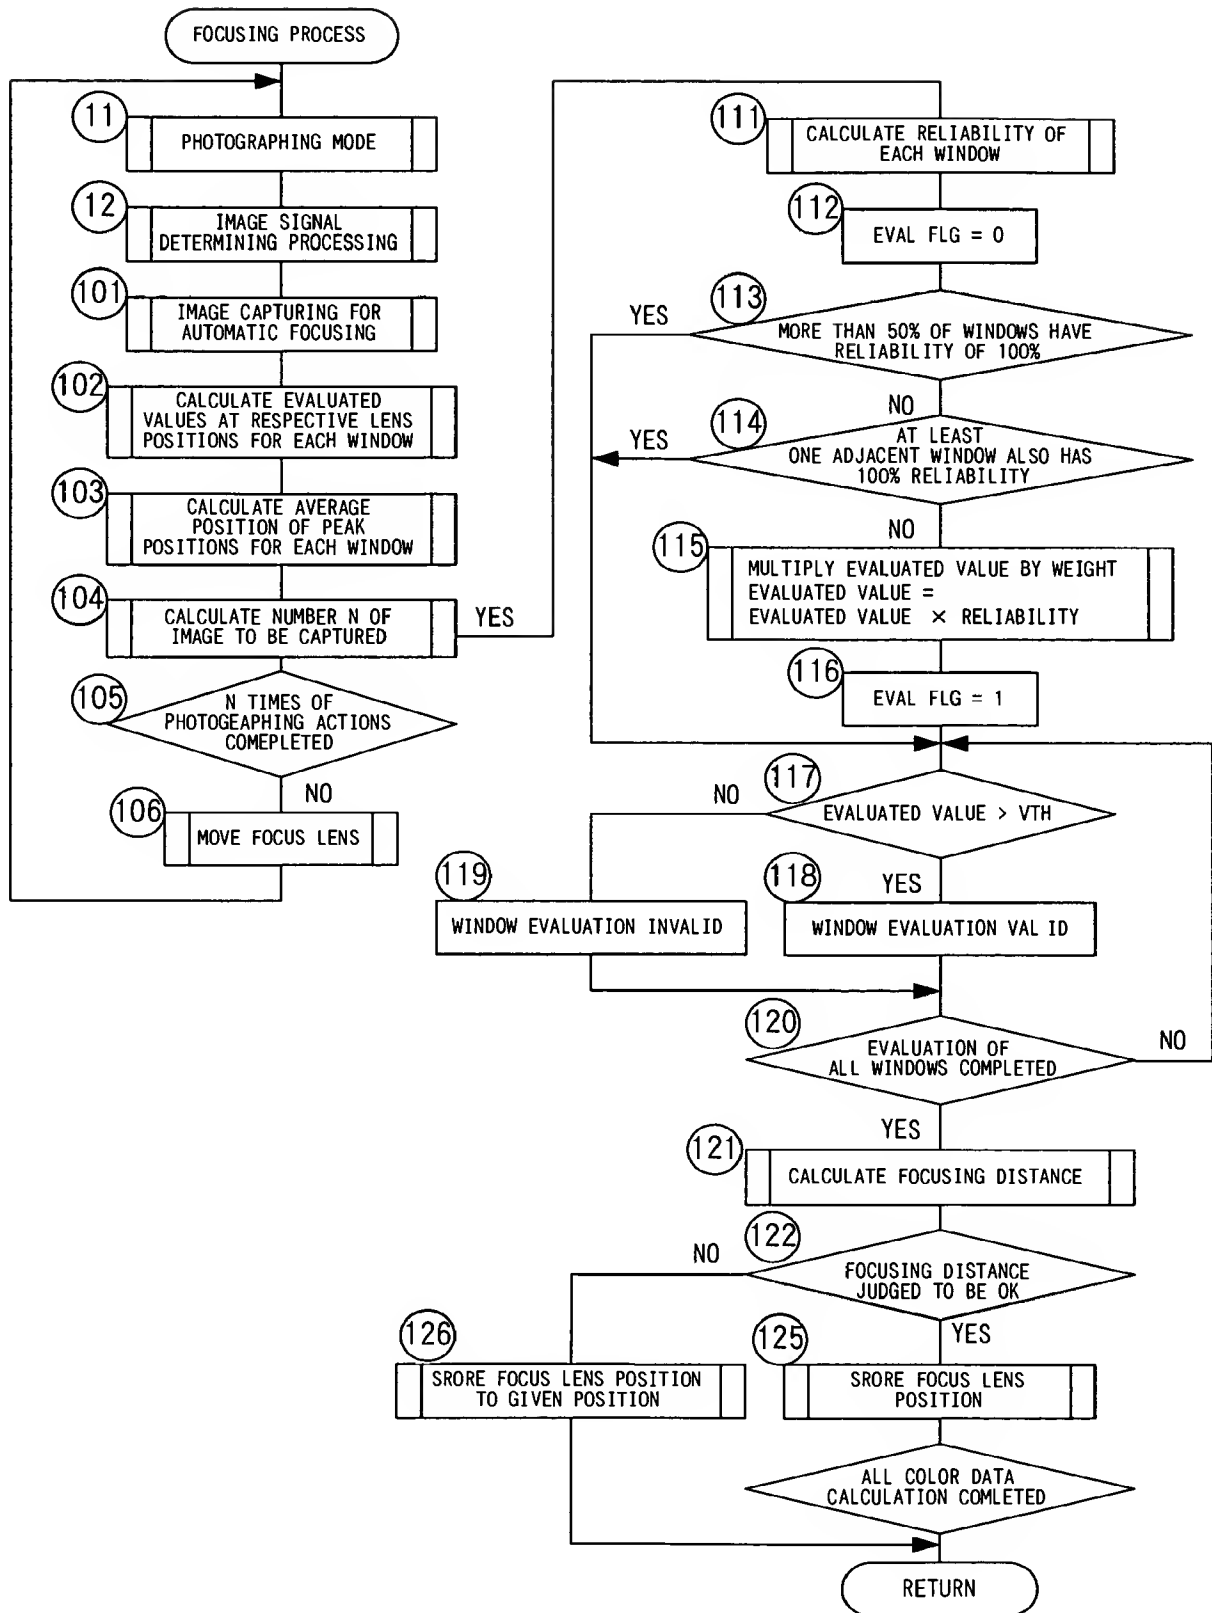 FOCUSING PROCESS
11
PHOTOGRAPHING MODE
12
IMAGE SIGNAL
DETERMINING PROCESSING
101
IMAGE CAPTURING FOR
AUTOMATIC FOCUSING
102
CALCULATE EVALUATED
VALUES AT RESPECTIVE LENS
POSITIONS FOR EACH WINDOW
103
CALCULATE AVERAGE
POSITION OF PEAK
POSITIONS FOR EACH WINDOW
104
CALCULATE NUMBER N OF
IMAGE TO BE CAPTURED
YES
105
N TIMES OF
PHOTOGEAPHING ACTIONS
COMEPLETED
NO
106
MOVE FOCUS LENS
111
CALCULATE RELIABILITY OF
EACH WINDOW
112
EVAL FLG = 0
113
YES
MORE THAN 50% OF WINDOWS HAVE
RELIABILITY OF 100%
NO
114
YES
AT LEAST
ONE ADJACENT WINDOW ALSO HAS
100% RELIABILITY
NO
115
MULTIPLY EVALUATED VALUE BY WEIGHT
EVALUATED VALUE =
EVALUATED VALUE × RELIABILITY
116
EVAL FLG = 1
117
NO
EVALUATED VALUE > VTH
YES
119
WINDOW EVALUATION INVALID
118
WINDOW EVALUATION VAL ID
120
EVALUATION OF
ALL WINDOWS COMPLETED
NO
YES
121
CALCULATE FOCUSING DISTANCE
122
NO
FOCUSING DISTANCE
JUDGED TO BE OK
YES
126
SRORE FOCUS LENS POSITION
TO GIVEN POSITION
125
SRORE FOCUS LENS
POSITION
ALL COLOR DATA
CALCULATION COMLETED
RETURN